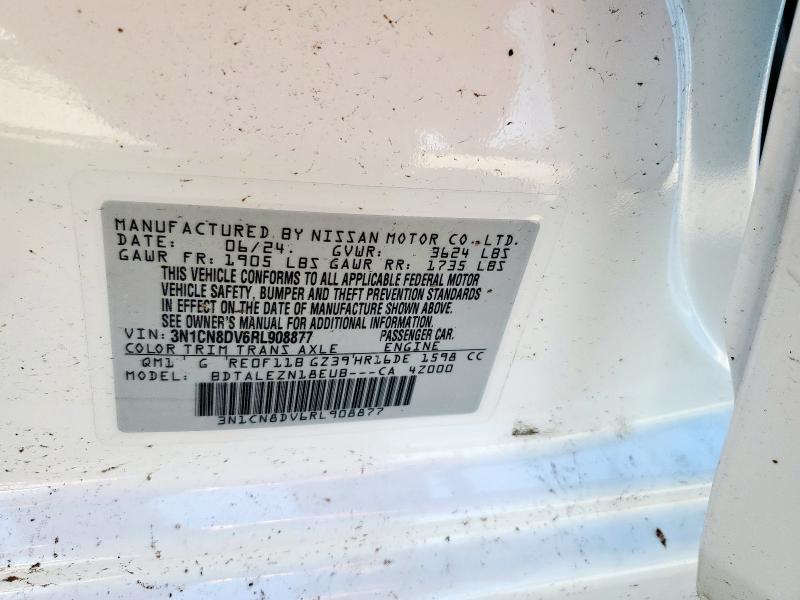 MANUFACTURED BY NISSAN MOTOR CO., LTD.
DATE: 06/24. GVWR: 3624 LBS
GAWR FR: 1905 LBS GAWR RR: 1735 LBS
THIS VEHICLE CONFORMS TO ALL APPLICABLE FEDERAL MOTOR
VEHICLE SAFETY, BUMPER AND THEFT PREVENTION STANDARDS
IN EFFECT ON THE DATE OF MANUFACTURE SHOWN ABOVE.
SEE OWNER'S MANUAL FOR ADDITIONAL INFORMATION.
VIN: 3N1CN8DV6RL908877 PASSENGER CAR.
COLOR TRIM TRANS AXLE ENGINE
QM1 G RE0F11B GZ39 HR16DE 1598 CC
MODEL: BDTALEZN18EUB---CA 4Z000
3N1CN8DV6RL908877